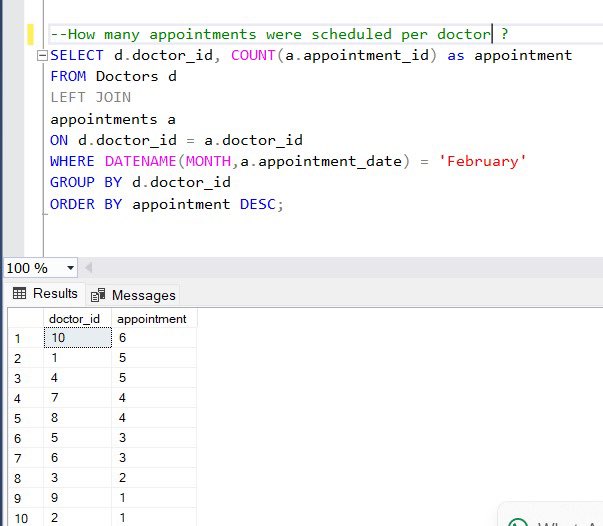 --How many appointments were scheduled per doctor ?
SELECT d.doctor_id, COUNT(a.appointment_id) as appointment
FROM Doctors d
LEFT JOIN
appointments a
ON d.doctor_id = a.doctor_id
WHERE DATENAME(MONTH,a.appointment_date) = 'February'
GROUP BY d.doctor_id
ORDER BY appointment DESC;
100 %
Results Messages
doctor_id appointment
1 10 6
2 1 5
3 4 5
4 7 4
5 8 4
6 5 3
7 6 3
8 3 2
9 9 1
10 2 1